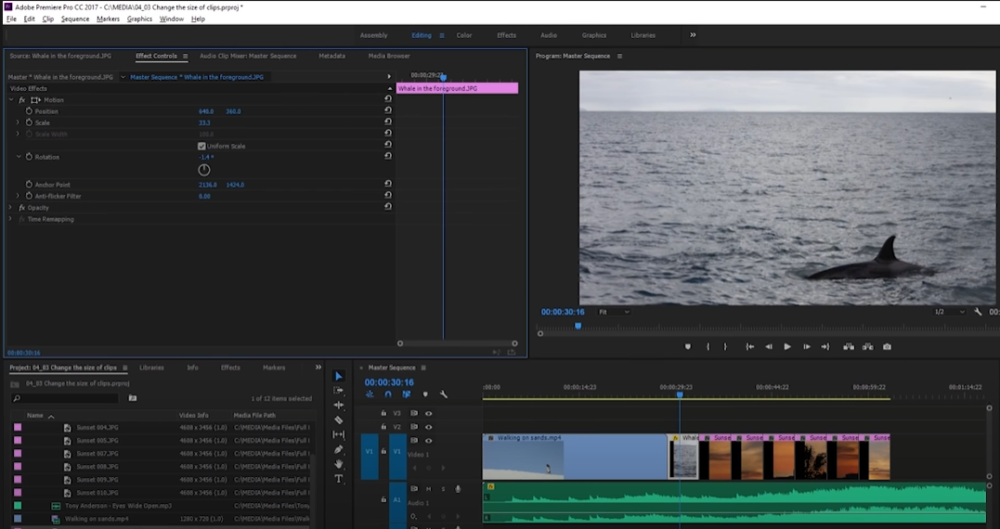 Adobe Premiere Pro CC 2017 - C:\MEDIA\04_03 Change the size of clips.prproj *
File Edit Clip Sequence Markers Graphics Window Help
Assembly Editing Color Effects Audio Graphics Libraries
Source: Whale in the foreground.JPG Effect Controls Audio Clip Mixer: Master Sequence Metadata Media Browser
Program: Master Sequence
Master * Whale in the foreground.JPG Master Sequence * Whale in the foreground.JPG
Video Effects
Whale in the foreground.JPG
fx Motion
Position 640.0 360.0
Scale 33.3
Scale Width 100.0
Uniform Scale
Rotation -1.4 °
Anchor Point 2136.0 1424.0
Anti-flicker Filter 0.00
fx Opacity
fx Time Remapping
00:00:30:16 Fit 1/2 00:
00:00:30:16
Project: 04_03 Change the size of clips Libraries Info Effects Markers
04_03 Change the size of clips.prproj
1 of 12 items selected
Name Video Info Media File Path
Sunset 004.JPG 4608 x 3456 (1.0) C:\MEDIA\Media Files\Full
Sunset 005.JPG 4608 x 3456 (1.0) C:\MEDIA\Media Files\Full
Sunset 007.JPG 4608 x 3456 (1.0) C:\MEDIA\Media Files\Full
Sunset 008.JPG 4608 x 3456 (1.0) C:\MEDIA\Media Files\Full
Sunset 009.JPG 4608 x 3456 (1.0) C:\MEDIA\Media Files\Full
Sunset 010.JPG 4608 x 3456 (1.0) C:\MEDIA\Media Files\Full
Tony Anderson - Eyes Wide Open.mp3 C:\MEDIA\Media Files\Tony
Walking on sands.mp4 1280 x 720 (1.0) C:\MEDIA\Media Files\Walk
Master Sequence
00:00:30:16
:00:00 00:00:14:23 00:00:29:23 00:00:44:22 00:00:59:22 00:01:14:22
V3
V2
V1 V1 Video 1
Walking on sands.mp4 fx Whale fx Sunse fx Sunse fx Sunse fx Sunse fx Sunse fx Sunse
M S
A1 Audio 1
fx
L
R